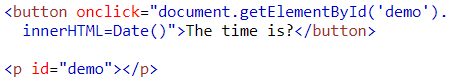 <button onclick="document.getElementById('demo').
innerHTML=Date()">The time is?</button>
<p id="demo"></p>